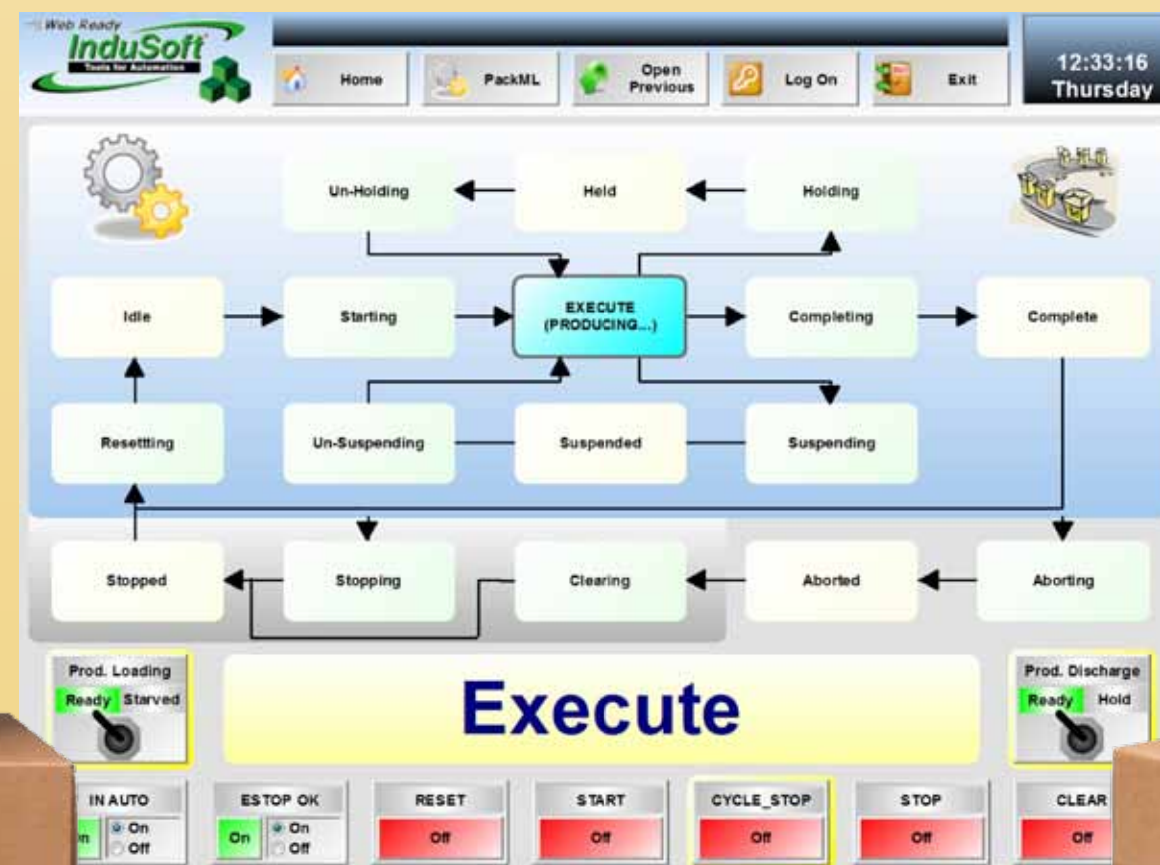 Web Ready
InduSoft
Tools for Automation
Home
PackML
Open
Previous
Log On
Exit
12:33:16
Thursday
Un-Holding
Held
Holding
Idle
Starting
EXECUTE
(PRODUCING...)
Completing
Complete
Resettting
Un-Suspending
Suspended
Suspending
Stopped
Stopping
Clearing
Aborted
Aborting
Prod. Loading
Ready Starved
Execute
Prod. Discharge
Ready Hold
IN AUTO
On
Off
ESTOP OK
On
On
Off
RESET
Off
START
Off
CYCLE_STOP
Off
STOP
Off
CLEAR
Off